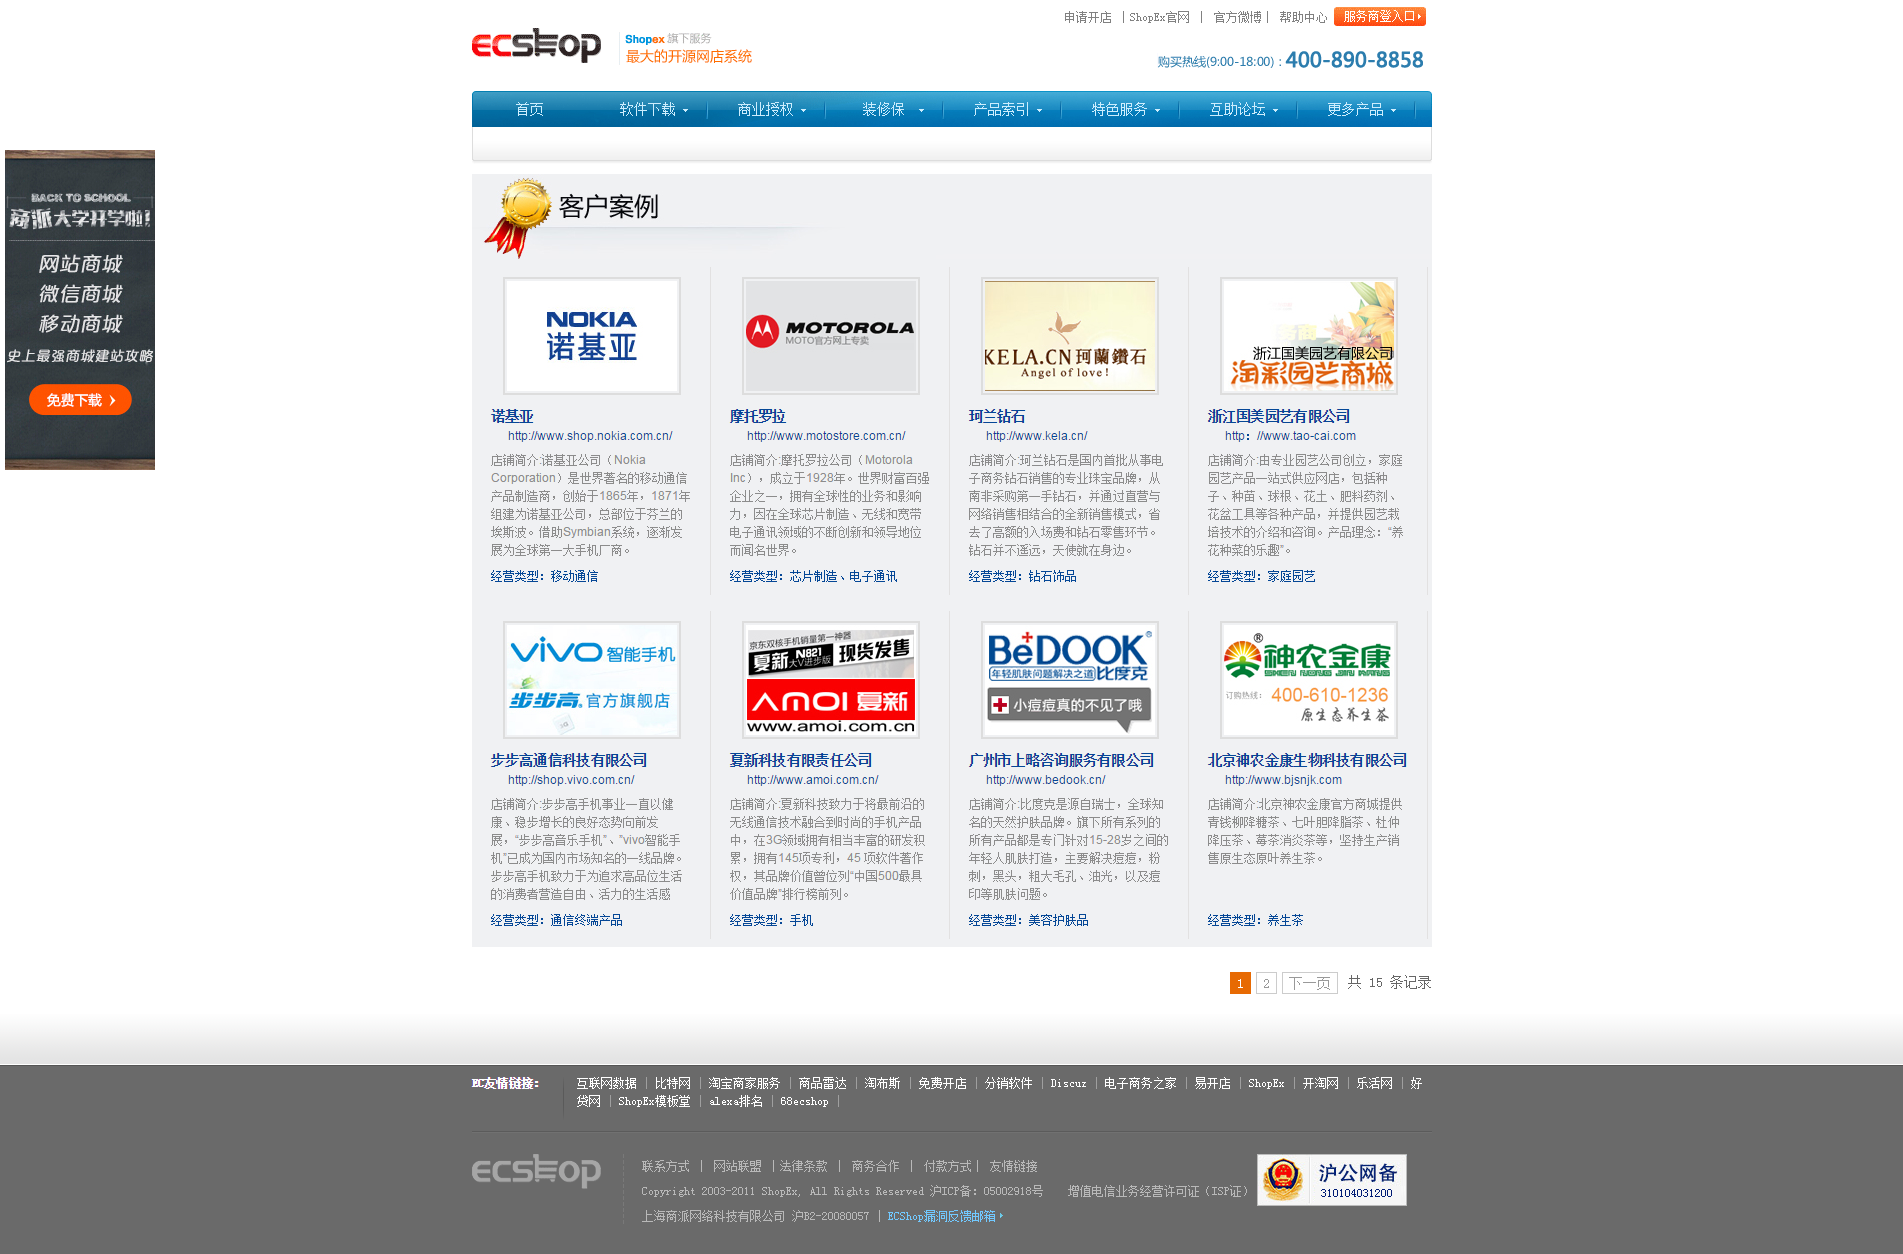 申请开店 | ShopEx官网 | 官方微博 | 帮助中心 服务商登入口
ecshop
Shopex 旗下服务
最大的开源网店系统
购买热线(9:00-18:00)：400-890-8858
首页 软件下载 商业授权 装修保 产品索引 特色服务 互助论坛 更多产品
BACK TO SCHOOL
商派大学开学啦!
网站商城
微信商城
移动商城
史上最强商城建站攻略
免费下载
客户案例
NOKIA
诺基亚
诺基亚
http://www.shop.nokia.com.cn/
店铺简介:诺基亚公司（Nokia
Corporation）是世界著名的移动通信
产品制造商，创始于1865年，1871年
组建为诺基亚公司，总部位于芬兰的
埃斯波。借助Symbian系统，逐渐发
展为全球第一大手机厂商。
经营类型：移动通信
MOTOROLA
MOTO官方网上专卖
摩托罗拉
http://www.motostore.com.cn/
店铺简介:摩托罗拉公司（Motorola
Inc），成立于1928年。世界财富百强
企业之一，拥有全球性的业务和影响
力，因在全球芯片制造、无线和宽带
电子通讯领域的不断创新和领导地位
而闻名世界。
经营类型：芯片制造、电子通讯
KELA.CN 珂蘭鑽石
Angel of love!
珂兰钻石
http://www.kela.cn/
店铺简介:珂兰钻石是国内首批从事电
子商务钻石销售的专业珠宝品牌，从
南非采购第一手钻石，并通过直营与
网络销售相结合的全新销售模式，省
去了高额的入场费和钻石零售环节。
钻石并不遥远，天使就在身边。
经营类型：钻石饰品
浙江国美园艺有限公司
淘彩园艺商城
浙江国美园艺有限公司
http：//www.tao-cai.com
店铺简介:由专业园艺公司创立，家庭
园艺产品一站式供应网店，包括种
子、种苗、球根、花土、肥料药剂、
花盆工具等各种产品，并提供园艺栽
培技术的介绍和咨询。产品理念：“养
花种菜的乐趣”。
经营类型：家庭园艺
vivo 智能手机
步步高 官方旗舰店
步步高通信科技有限公司
http://shop.vivo.com.cn/
店铺简介:步步高手机事业一直以健
康、稳步增长的良好态势向前发
展，“步步高音乐手机”、”vivo智能手
机”已成为国内市场知名的一线品牌。
步步高手机致力于为追求高品位生活
的消费者营造自由、活力的生活感
经营类型：通信终端产品
京东双核手机销量第一神器
夏新 N821 大V进步版 现货发售
AMOI 夏新
www.amoi.com.cn
夏新科技有限责任公司
http://www.amoi.com.cn/
店铺简介:夏新科技致力于将最前沿的
无线通信技术融合到时尚的手机产品
中，在3G领域拥有相当丰富的研发积
累，拥有145项专利，45 项软件著作
权，其品牌价值曾位列“中国500最具
价值品牌”排行榜前列。
经营类型：手机
BeDOOK®
年轻肌肤问题解决之道 比度克
小痘痘真的不见了哦
广州市上略咨询服务有限公司
http://www.bedook.cn/
店铺简介:比度克是源自瑞士，全球知
名的天然护肤品牌。旗下所有系列的
所有产品都是专门针对15-28岁之间的
年轻人肌肤打造，主要解决痘痘，粉
刺，黑头，粗大毛孔、油光，以及痘
印等肌肤问题。
经营类型：美容护肤品
®神农金康
SHEN NONG JIN KANG
订购热线：400-610-1236
原生态养生茶
北京神农金康生物科技有限公司
http://www.bjsnjk.com
店铺简介:北京神农金康官方商城提供
青钱柳降糖茶、七叶胆降脂茶、杜仲
降压茶、莓茶消炎茶等，坚持生产销
售原生态原叶养生茶。
经营类型：养生茶
1 2 下一页 共 15 条记录
EC友情链接: 互联网数据 | 比特网 | 淘宝商家服务 | 商品雷达 | 淘布斯 | 免费开店 | 分销软件 | Discuz | 电子商务之家 | 易开店 | ShopEx | 开淘网 | 乐活网 | 好
贷网 | ShopEx模板堂 | alexa排名 | 68ecshop |
ecshop
联系方式 | 网站联盟 | 法律条款 | 商务合作 | 付款方式 | 友情链接
Copyright 2003-2011 ShopEx, All Rights Reserved 沪ICP备：05002918号 增值电信业务经营许可证（ISP证）
上海商派网络科技有限公司 沪B2-20080057 | ECShop漏洞反馈邮箱
沪公网备
310104031200